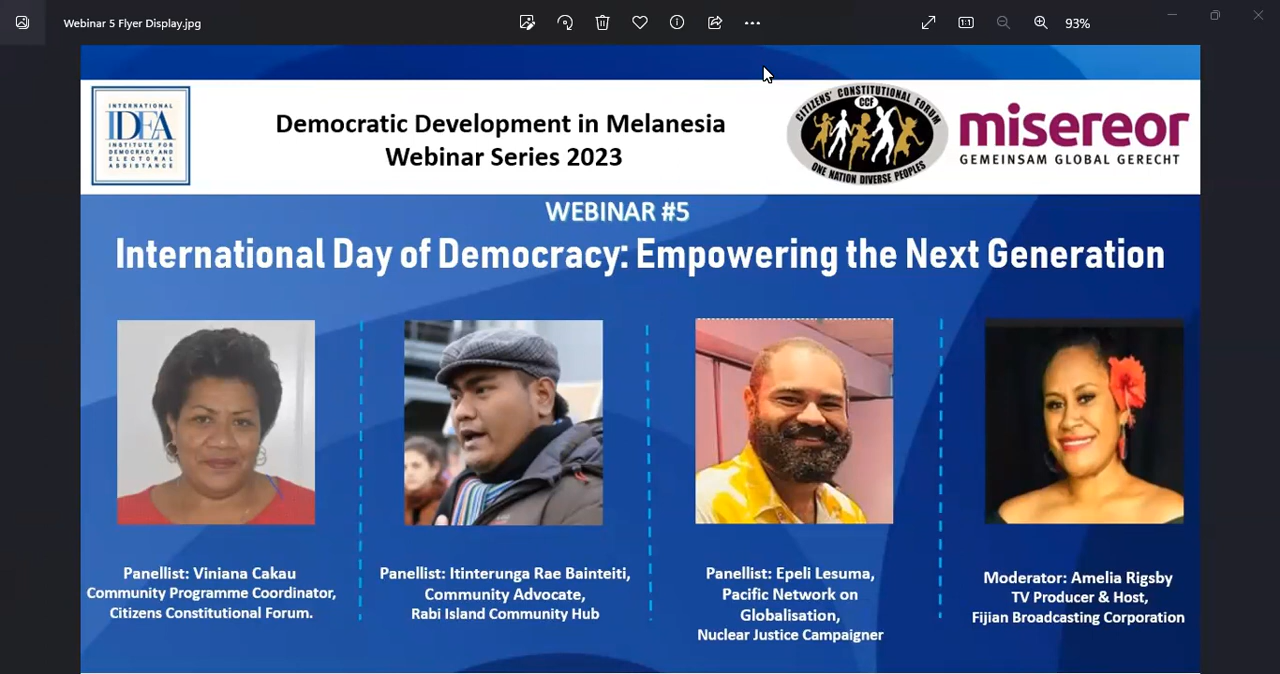 Webinar 5 Flyer Display.jpg
93%
INTERNATIONAL
IDEA
INSTITUTE FOR
DEMOCRACY AND
ELECTORAL
ASSISTANCE
Democratic Development in Melanesia
Webinar Series 2023
CITIZENS' CONSTITUTIONAL FORUM
CCF
ONE NATION DIVERSE PEOPLES
misereor
GEMEINSAM GLOBAL GERECHT
WEBINAR #5
International Day of Democracy: Empowering the Next Generation
Panellist: Viniana Cakau
Community Programme Coordinator,
Citizens Constitutional Forum.
Panellist: Itinterunga Rae Bainteiti,
Community Advocate,
Rabi Island Community Hub
Panellist: Epeli Lesuma,
Pacific Network on
Globalisation,
Nuclear Justice Campaigner
Moderator: Amelia Rigsby
TV Producer & Host,
Fijian Broadcasting Corporation